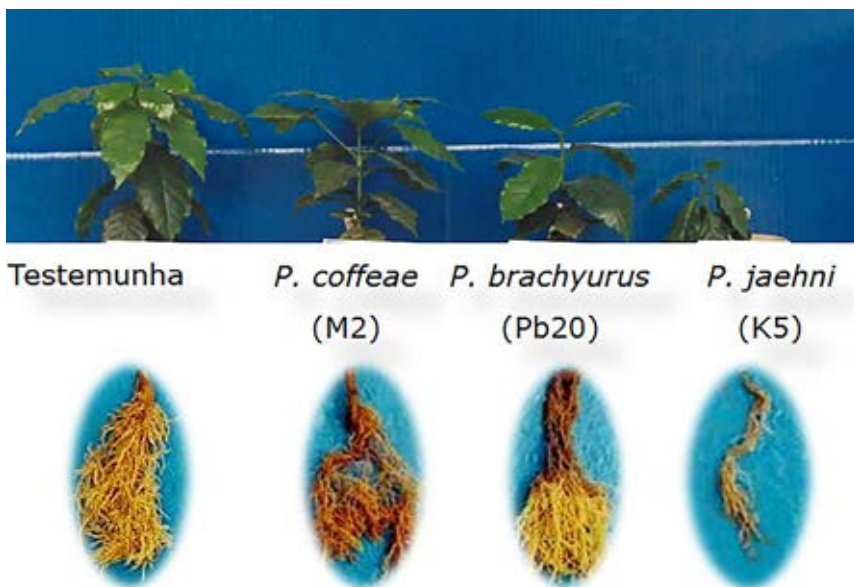 Testemunha P. coffeae P. brachyurus P. jaehni
(M2) (Pb20) (K5)